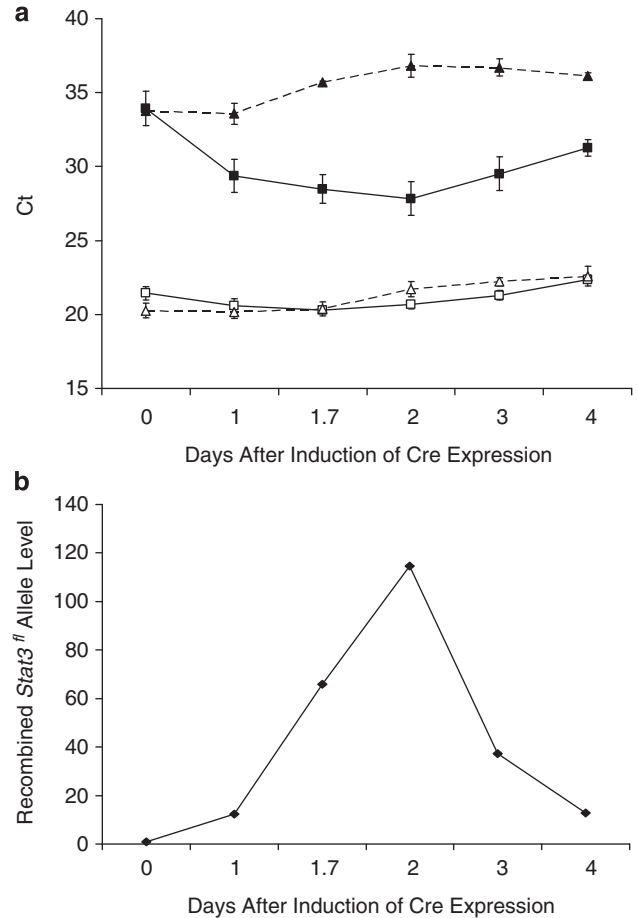 a
40
35
30
25
20
15
Ct
0 1 1.7 2 3 4
Days After Induction of Cre Expression
b
140
120
100
80
60
40
20
0
Recombined Stat3 fl Allele Level
0 1 1.7 2 3 4
Days After Induction of Cre Expression